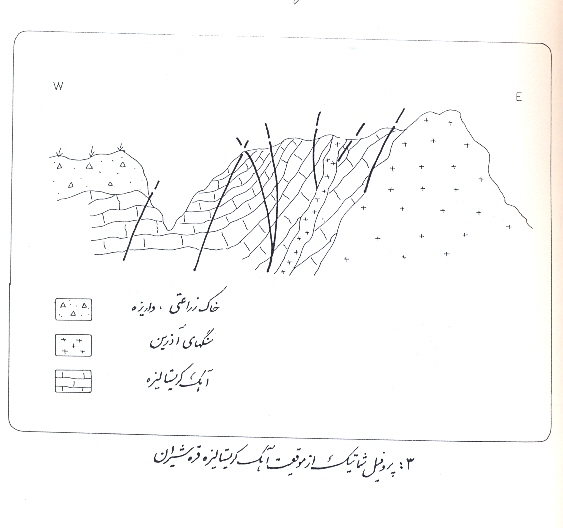 W
E
خاک زراعتی ، واریزه
سنگهای آذرین
آهک کریستالیزه
۳: پروفیل شماتیک از موقعیت آهک کریستالیزه قره شیران